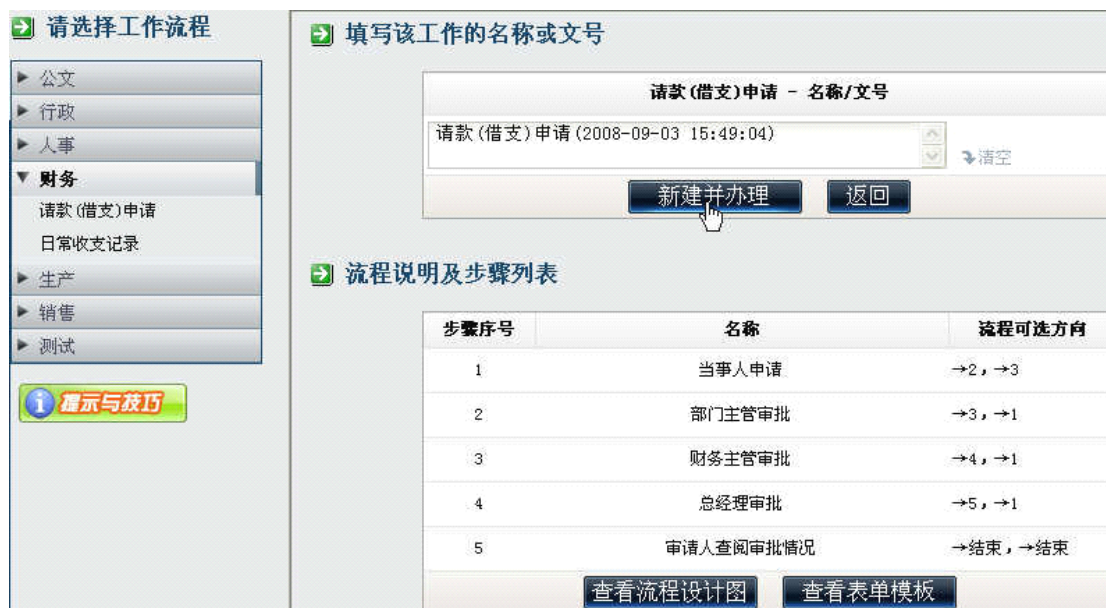 请选择工作流程
公文
行政
人事
财务
请款(借支)申请
日常收支记录
生产
销售
测试
提示与技巧
填写该工作的名称或文号
请款(借支)申请 - 名称/文号
请款(借支)申请(2008-09-03 15:49:04)
清空
新建并办理 返回
流程说明及步骤列表
步骤序号 名称 流程可选方向
1 当事人申请 →2,→3
2 部门主管审批 →3,→1
3 财务主管审批 →4,→1
4 总经理审批 →5,→1
5 审请人查阅审批情况 →结束,→结束
查看流程设计图 查看表单模板